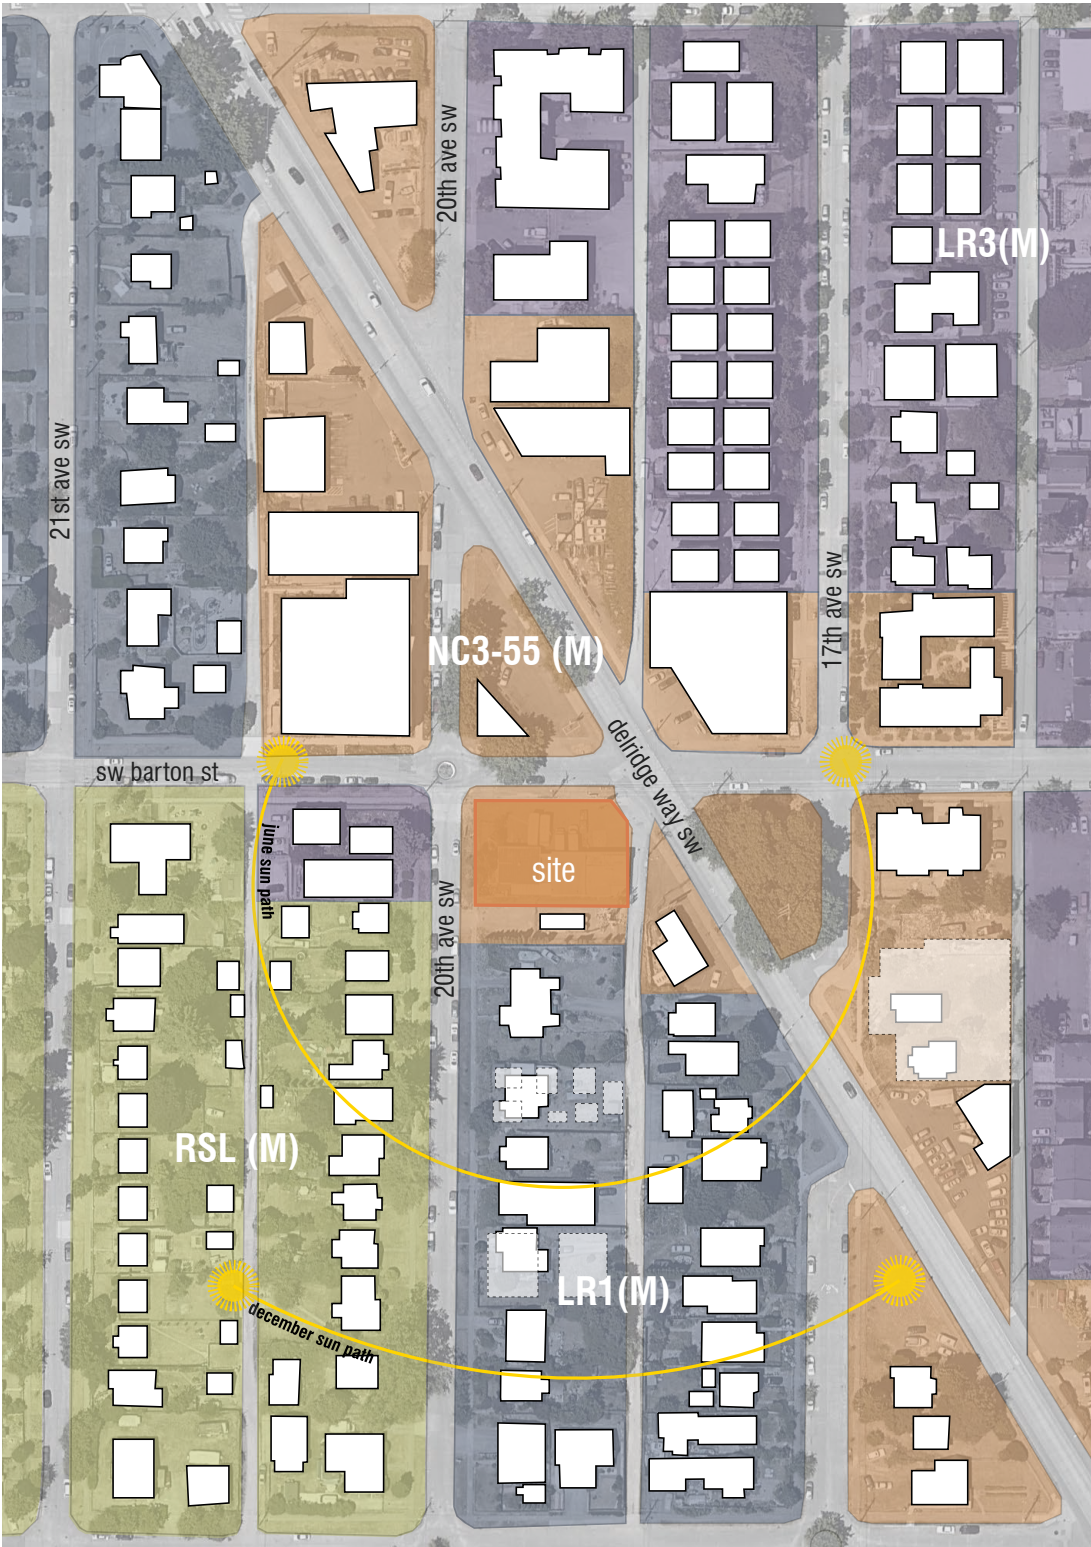 20th ave sw
LR3(M)
21st ave sw
17th ave sw
NC3-55 (M)
delridge way sw
sw barton st
june sun path
site
20th ave sw
RSL (M)
LR1(M)
december sun path